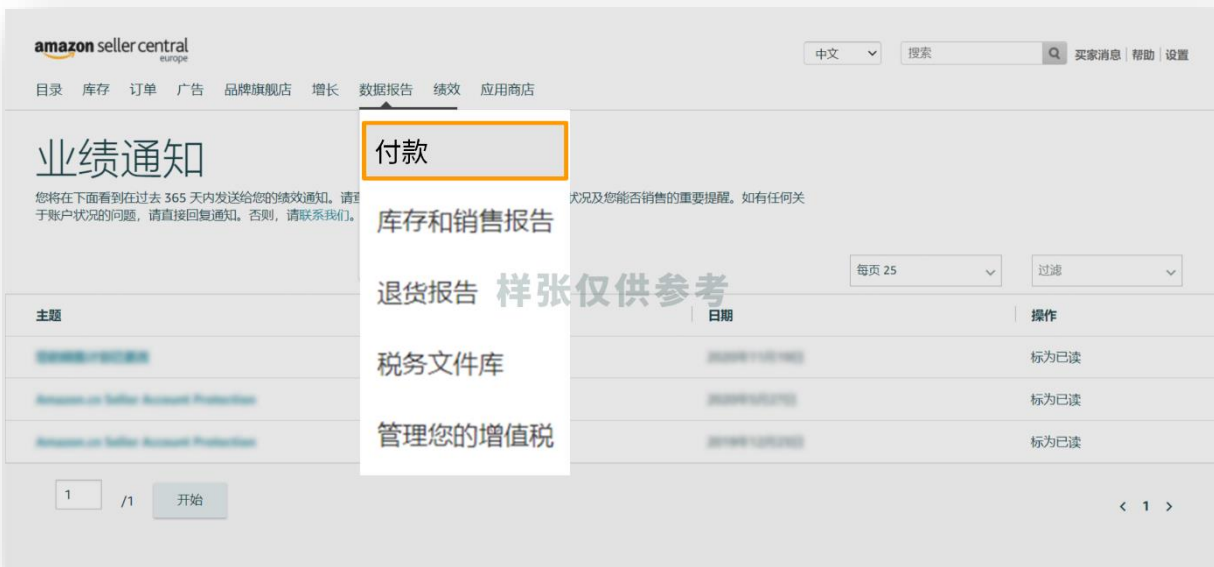 amazon seller central
europe
中文
搜索
买家消息
帮助
设置
目录 库存 订单 广告 品牌旗舰店 增长 数据报告 绩效 应用商店
业绩通知
付款
您将在下面看到在过去 365 天内发送给您的绩效通知。请
状况及您能否销售的重要提醒。如有任何关
于账户状况的问题，请直接回复通知。否则，请联系我们。
库存和销售报告
每页 25
过滤
退货报告
样张仅供参考
主题
日期
操作
税务文件库
标为已读
标为已读
管理您的增值税
标为已读
1 /1 开始
‹ 1 ›